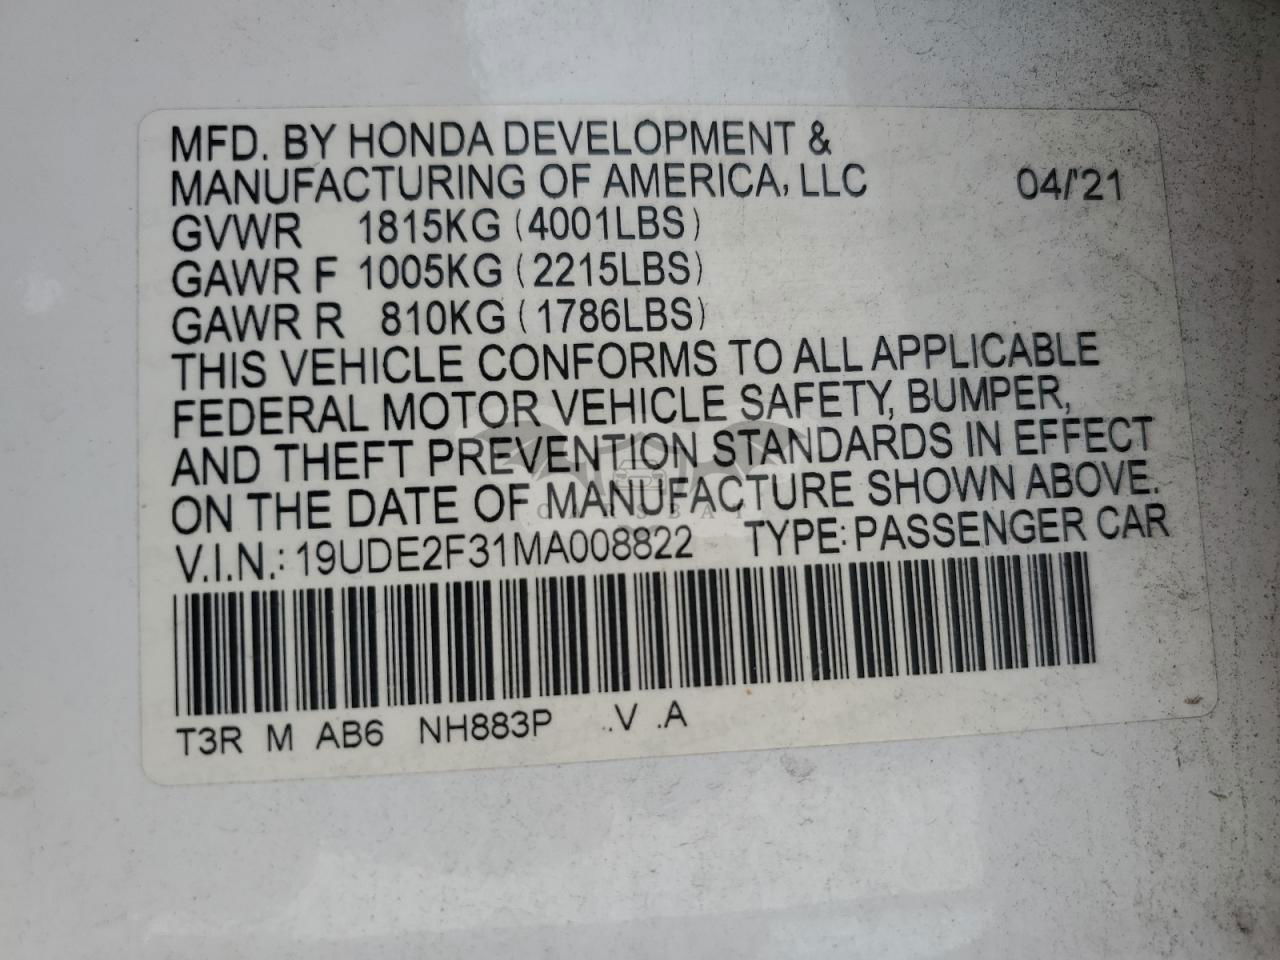 MFD. BY HONDA DEVELOPMENT &
MANUFACTURING OF AMERICA, LLC 04/'21
GVWR 1815KG (4001LBS)
GAWR F 1005KG (2215LBS)
GAWR R 810KG (1786LBS)
THIS VEHICLE CONFORMS TO ALL APPLICABLE
FEDERAL MOTOR VEHICLE SAFETY, BUMPER,
AND THEFT PREVENTION STANDARDS IN EFFECT
ON THE DATE OF MANUFACTURE SHOWN ABOVE.
V.I.N.: 19UDE2F31MA008822 TYPE: PASSENGER CAR
T3R M AB6 NH883P ..V .A